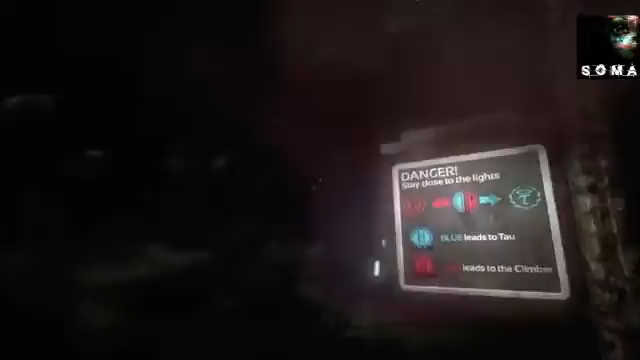 SOMA
DANGER!
Stay close to the lights
BLUE leads to Tau
leads to the Climber